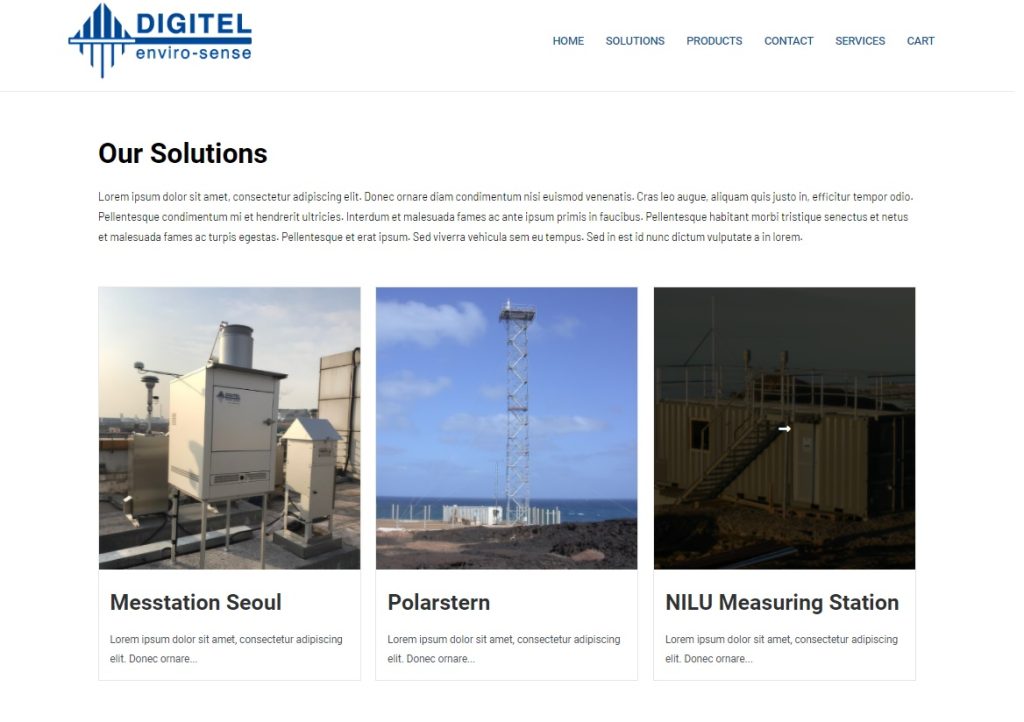 DIGITEL
enviro-sense
HOME SOLUTIONS PRODUCTS CONTACT SERVICES CART
Our Solutions
Lorem ipsum dolor sit amet, consectetur adipiscing elit. Donec ornare diam condimentum nisi euismod venenatis. Cras leo augue, aliquam quis justo in, efficitur tempor odio.
Pellentesque condimentum mi et hendrerit ultricies. Interdum et malesuada fames ac ante ipsum primis in faucibus. Pellentesque habitant morbi tristique senectus et netus
et malesuada fames ac turpis egestas. Pellentesque et erat ipsum. Sed viverra vehicula sem eu tempus. Sed in est id nunc dictum vulputate a in lorem.
Messtation Seoul
Lorem ipsum dolor sit amet, consectetur adipiscing
elit. Donec ornare...
Polarstern
Lorem ipsum dolor sit amet, consectetur adipiscing
elit. Donec ornare...
NILU Measuring Station
Lorem ipsum dolor sit amet, consectetur adipiscing
elit. Donec ornare...